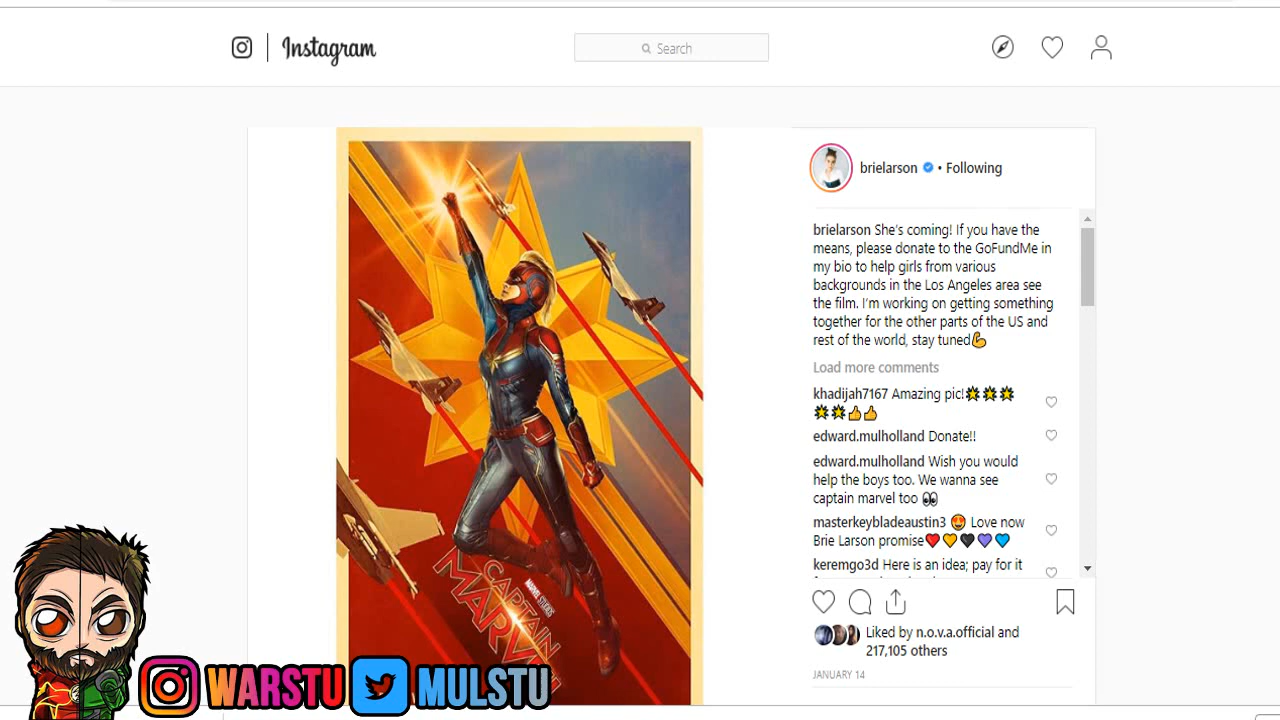 Instagram
Search
brielarson • Following
brielarson She's coming! If you have the
means, please donate to the GoFundMe in
my bio to help girls from various
backgrounds in the Los Angeles area see
the film. I'm working on getting something
together for the other parts of the US and
rest of the world, stay tuned💪
Load more comments
khadijah7167 Amazing pic!🌟🌟🌟
🌟🌟👍👍
edward.mulholland Donate!!
edward.mulholland Wish you would
help the boys too. We wanna see
captain marvel too 👀
masterkeybladeaustin3 😍 Love now
Brie Larson promise❤️💛🖤💜💙
keremgo3d Here is an idea; pay for it
Liked by n.o.v.a.official and
217,105 others
JANUARY 14
MARVEL STUDIOS
CAPTAIN
MARVEL
WARSTU
MULSTU